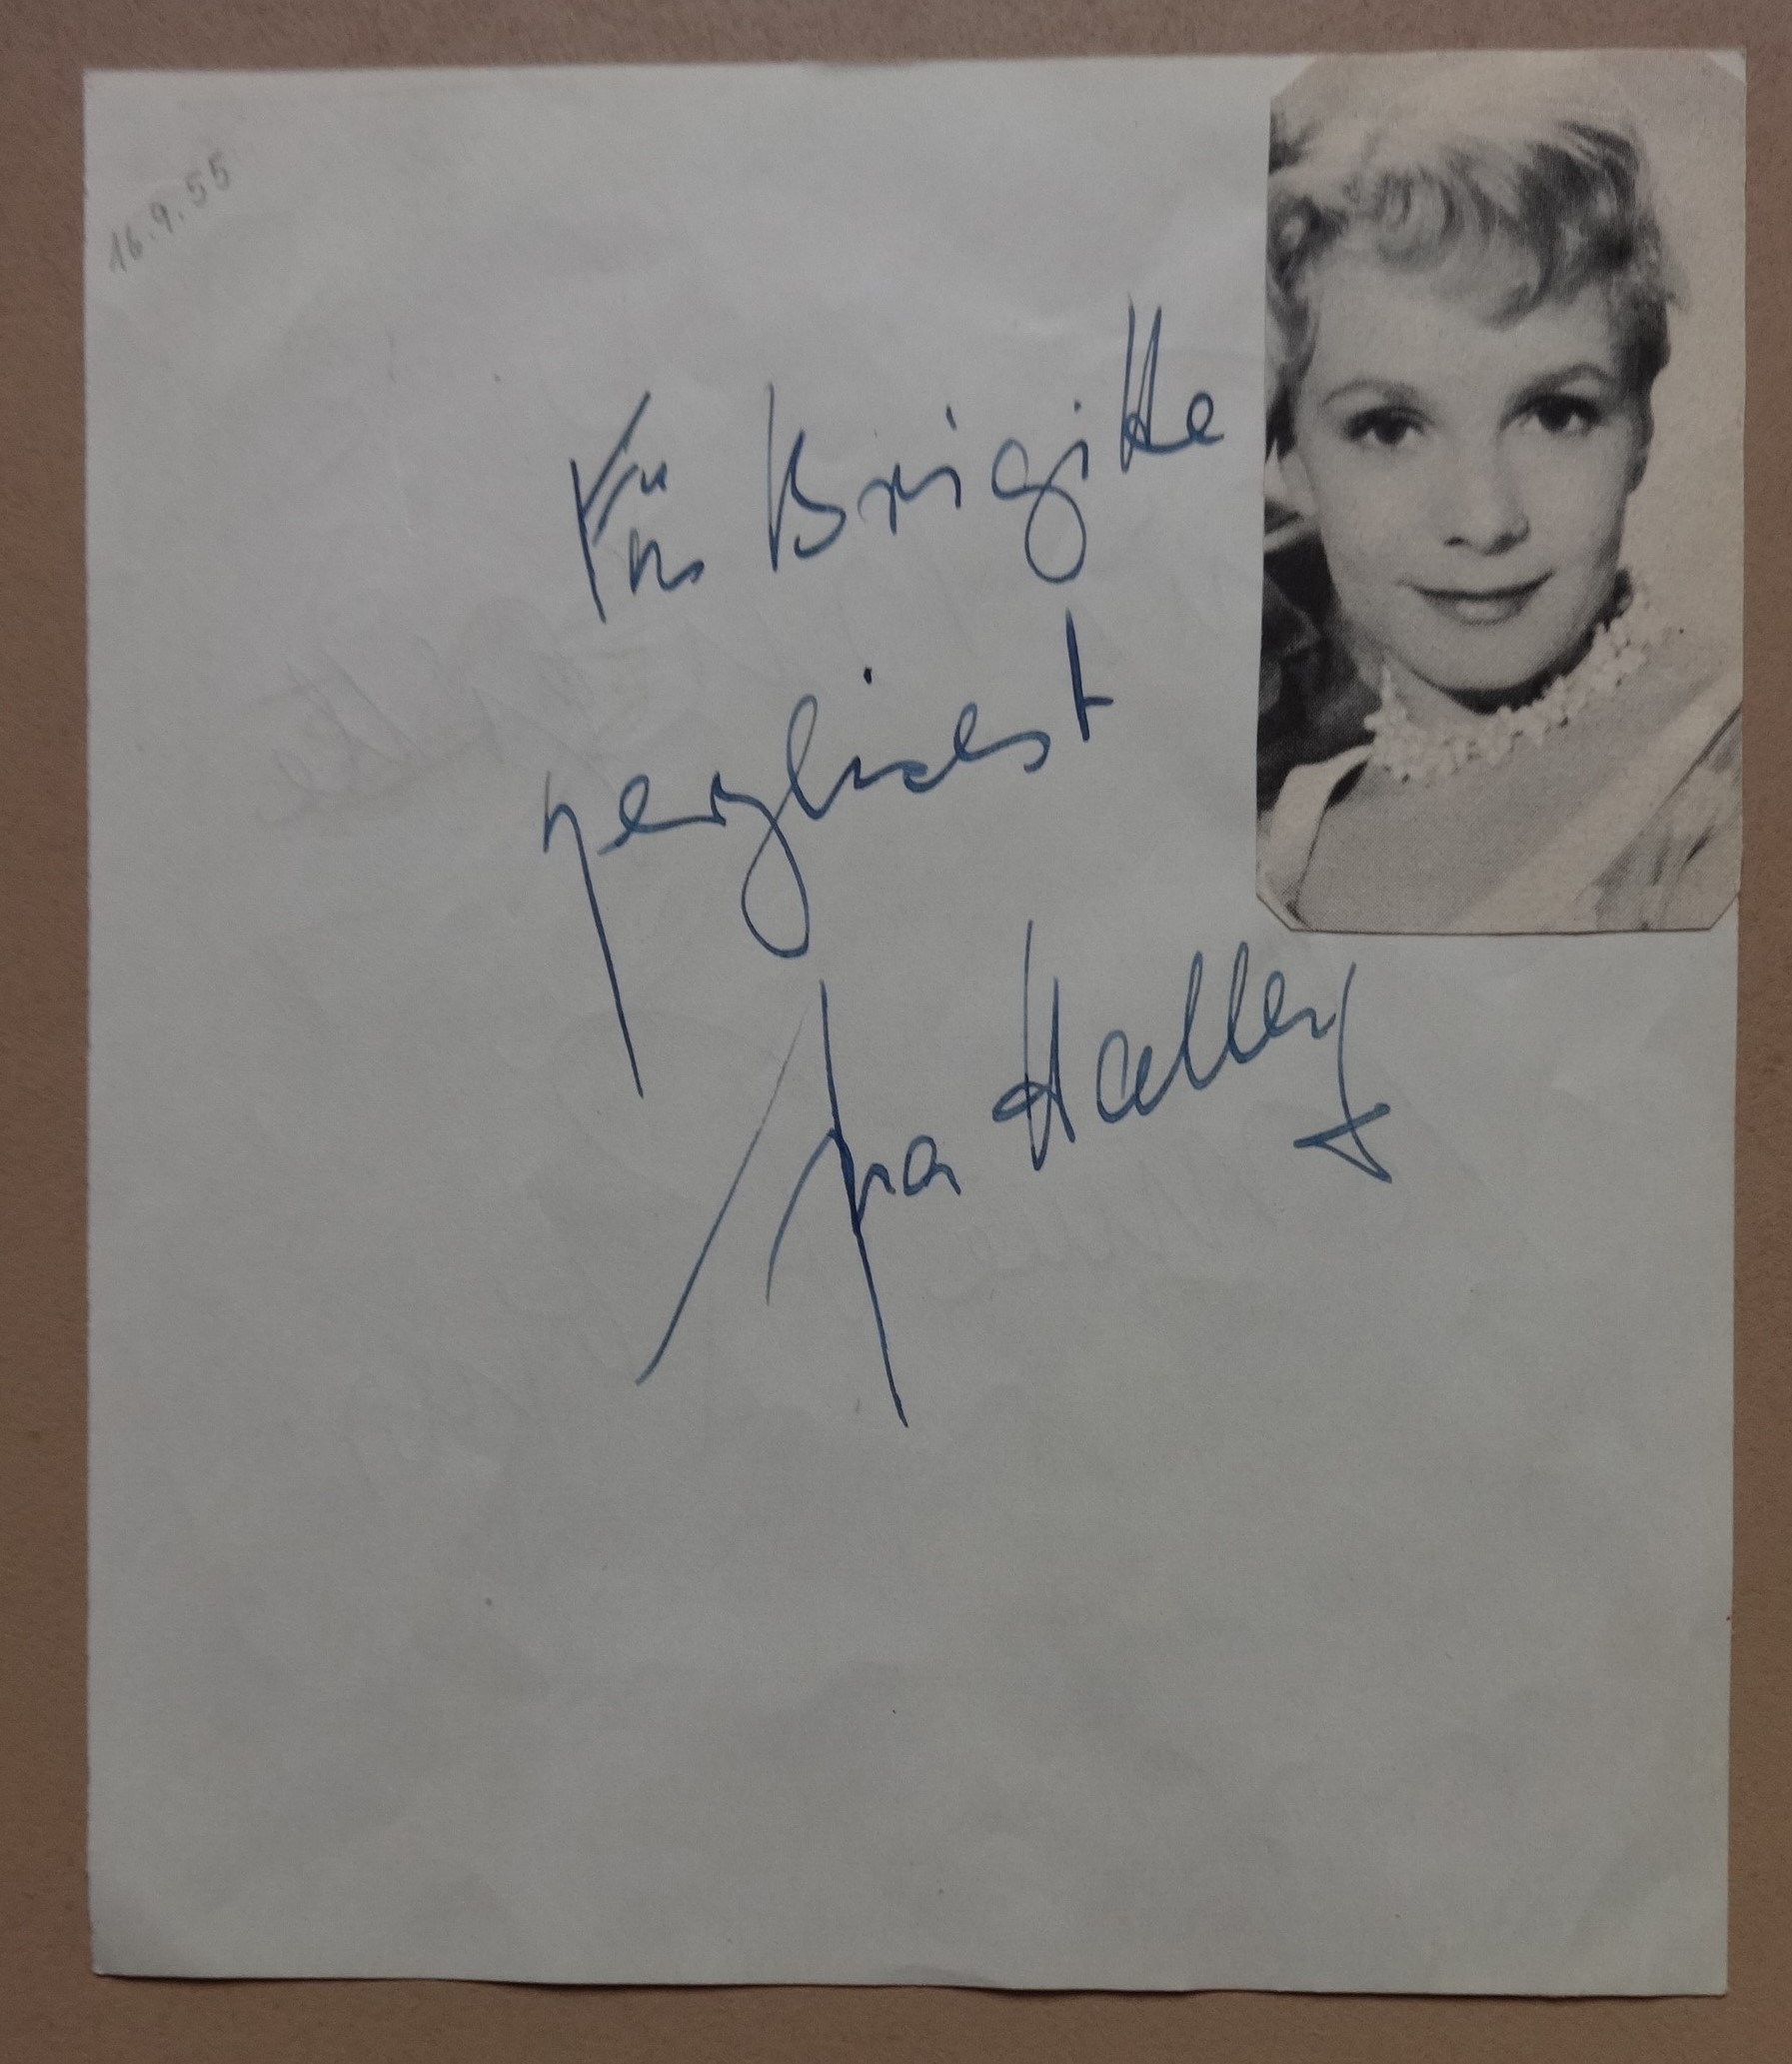 16.9.55
Für Brigitte
herzlichst
Ina Halley